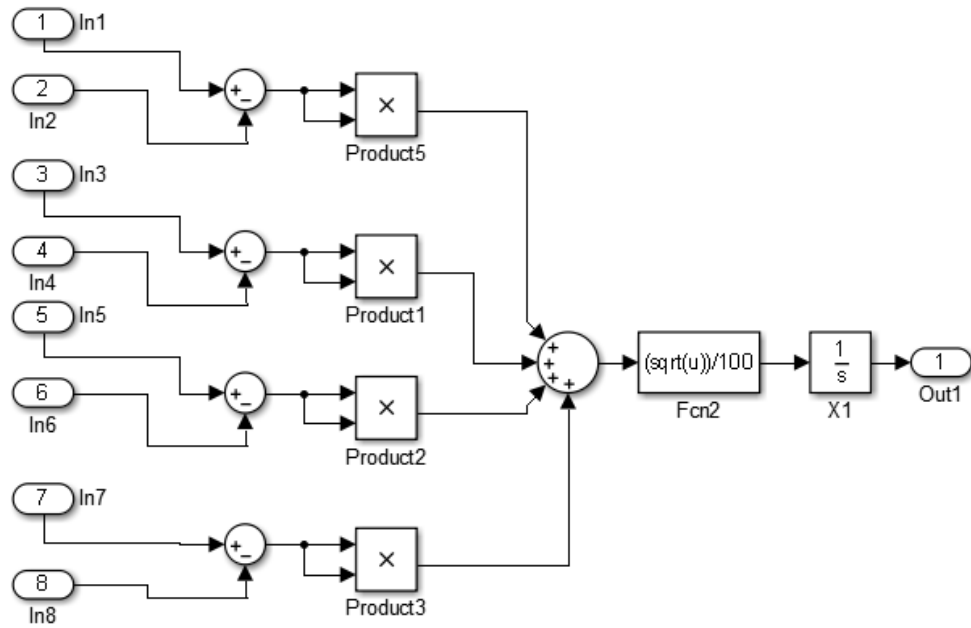 1 In1
2
In2
+
−
×
Product5
3 In3
4
In4
+
−
×
Product1
5 In5
6
In6
+
−
×
Product2
7 In7
8
In8
+
−
×
Product3
+
+
+
+
(sqrt(u))/100
Fcn2
1
s
X1
1
Out1